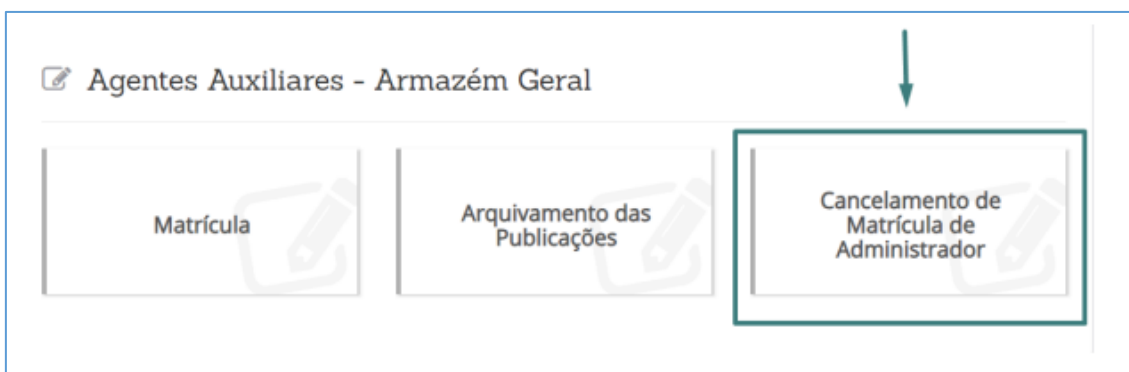 Agentes Auxiliares - Armazém Geral
Matrícula
Arquivamento das
Publicações
Cancelamento de
Matrícula de
Administrador